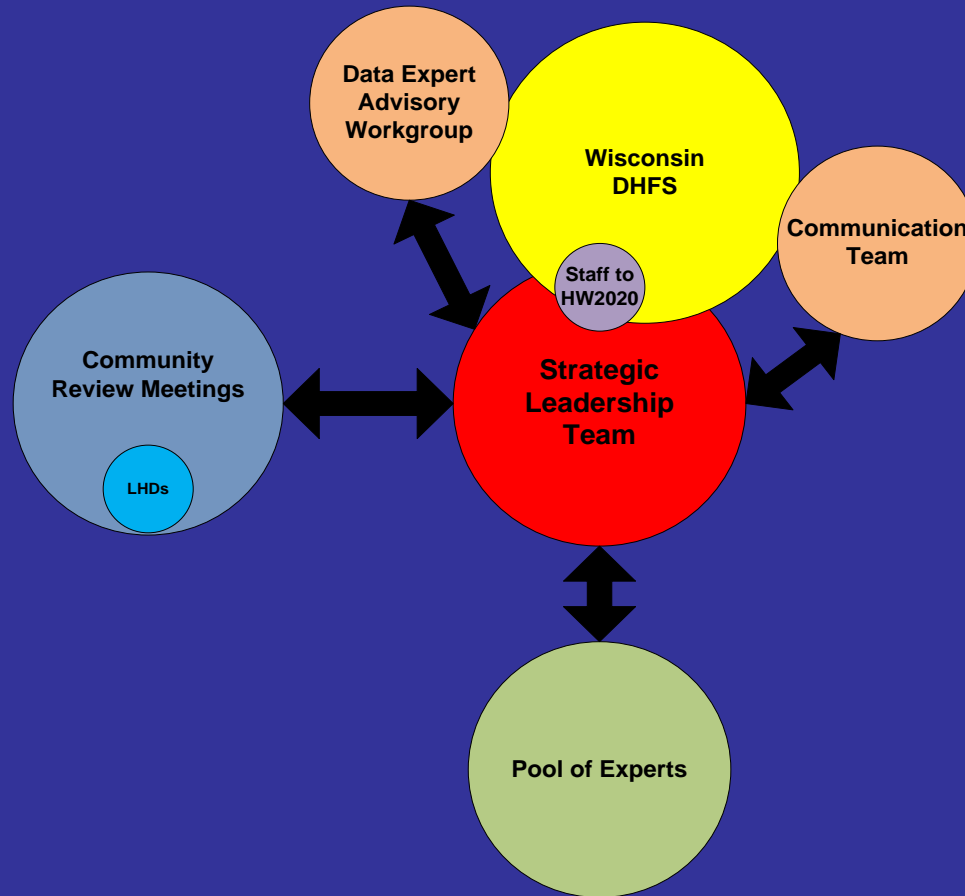 Data Expert
Advisory
Workgroup
Wisconsin
DHFS
Communication
Team
Staff to
HW2020
Community
Review Meetings
Strategic
Leadership
Team
LHDs
Pool of Experts